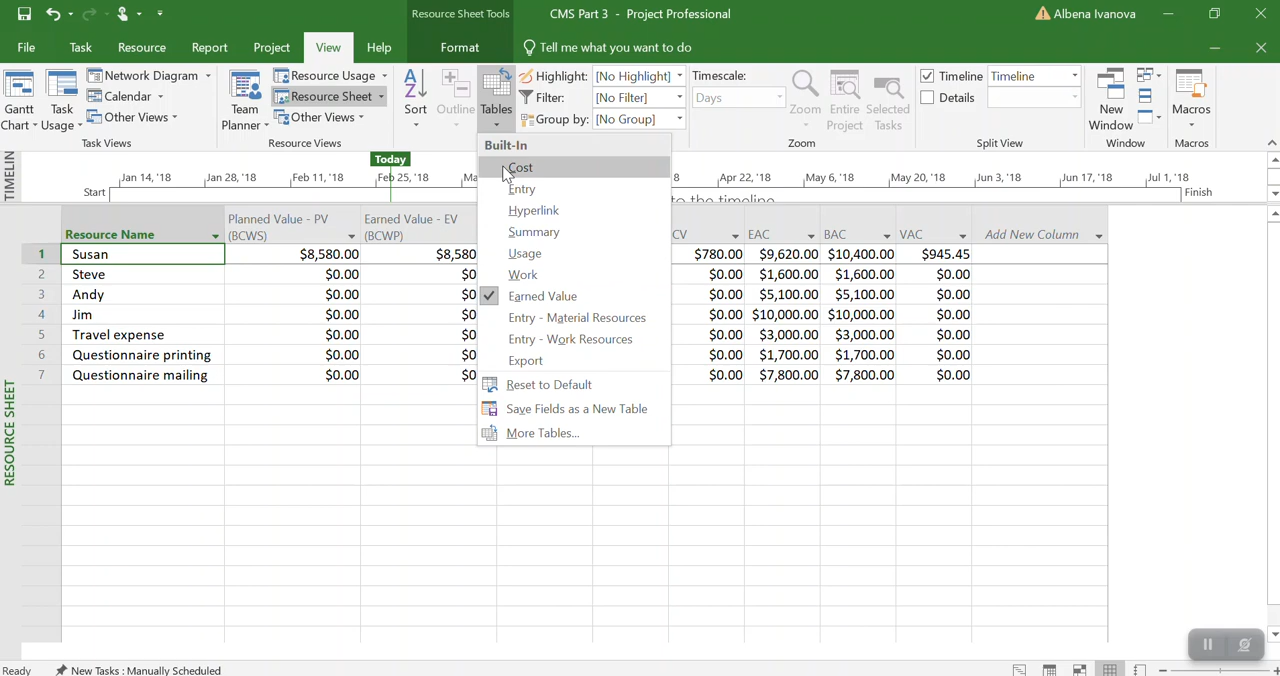 Resource Sheet Tools
CMS Part 3 - Project Professional
Albena Ivanova
File Task Resource Report Project View Help Format Tell me what you want to do
Network Diagram
Calendar
Other Views
Gantt Chart
Task Usage
Task Views
Team Planner
Resource Usage
Resource Sheet
Other Views
Resource Views
Sort
Outline
Tables
Highlight: [No Highlight]
Filter: [No Filter]
Group by: [No Group]
Timescale:
Days
Zoom
Entire Project
Selected Tasks
Zoom
Timeline Timeline
Details
Split View
New Window
Window
Macros
Macros
TIMELIN
Today
Jan 14, '18 Jan 28, '18 Feb 11, '18 Feb 25, '18 Ma 8 Apr 22, '18 May 6, '18 May 20, '18 Jun 3, '18 Jun 17, '18 Jul 1, '18
Start
to the timeline
Finish
Built-In
Cost
Entry
Hyperlink
Summary
Usage
Work
Earned Value
Entry - Material Resources
Entry - Work Resources
Export
Reset to Default
Save Fields as a New Table
More Tables...
RESOURCE SHEET
Resource Name Planned Value - PV (BCWS) Earned Value - EV (BCWP) CV EAC BAC VAC Add New Column
1 Susan $8,580.00 $8,580 $780.00 $9,620.00 $10,400.00 $945.45
2 Steve $0.00 $0 $0.00 $1,600.00 $1,600.00 $0.00
3 Andy $0.00 $0 $0.00 $5,100.00 $5,100.00 $0.00
4 Jim $0.00 $0 $0.00 $10,000.00 $10,000.00 $0.00
5 Travel expense $0.00 $0 $0.00 $3,000.00 $3,000.00 $0.00
6 Questionnaire printing $0.00 $0 $0.00 $1,700.00 $1,700.00 $0.00
7 Questionnaire mailing $0.00 $0 $0.00 $7,800.00 $7,800.00 $0.00
Ready New Tasks : Manually Scheduled